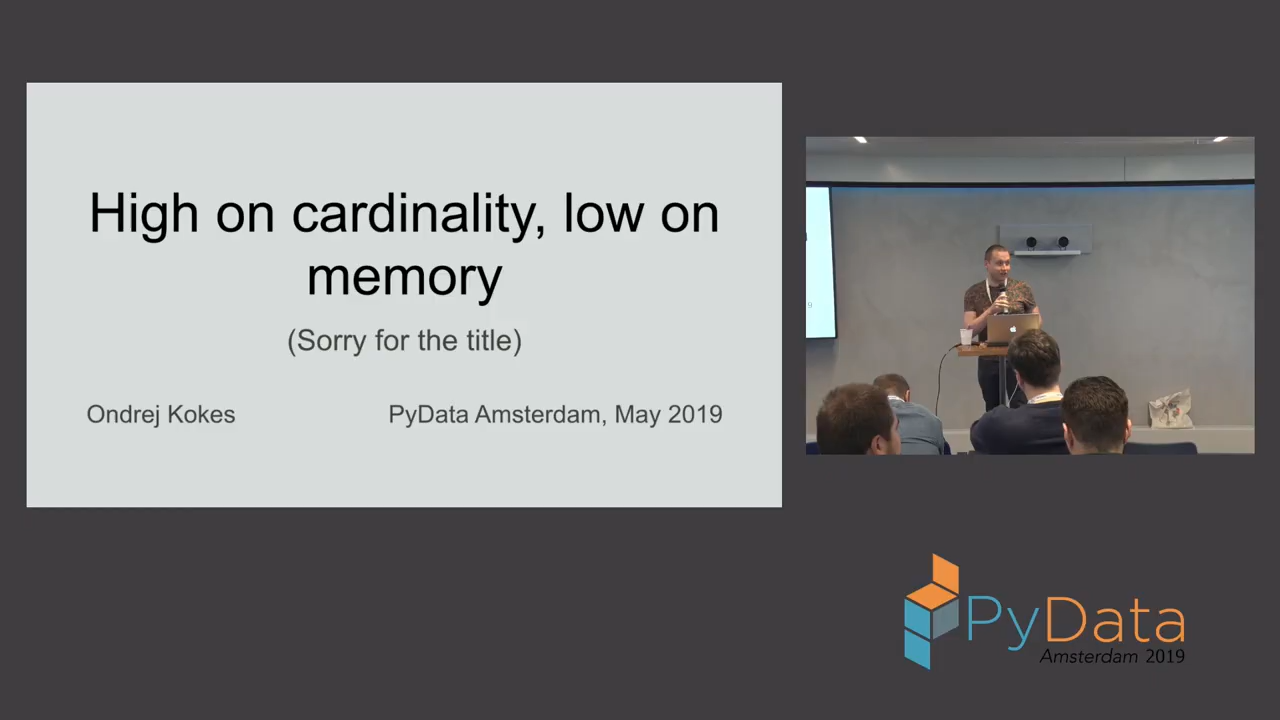 High on cardinality, low on
memory
(Sorry for the title)
Ondrej Kokes
PyData Amsterdam, May 2019
PyData
Amsterdam 2019